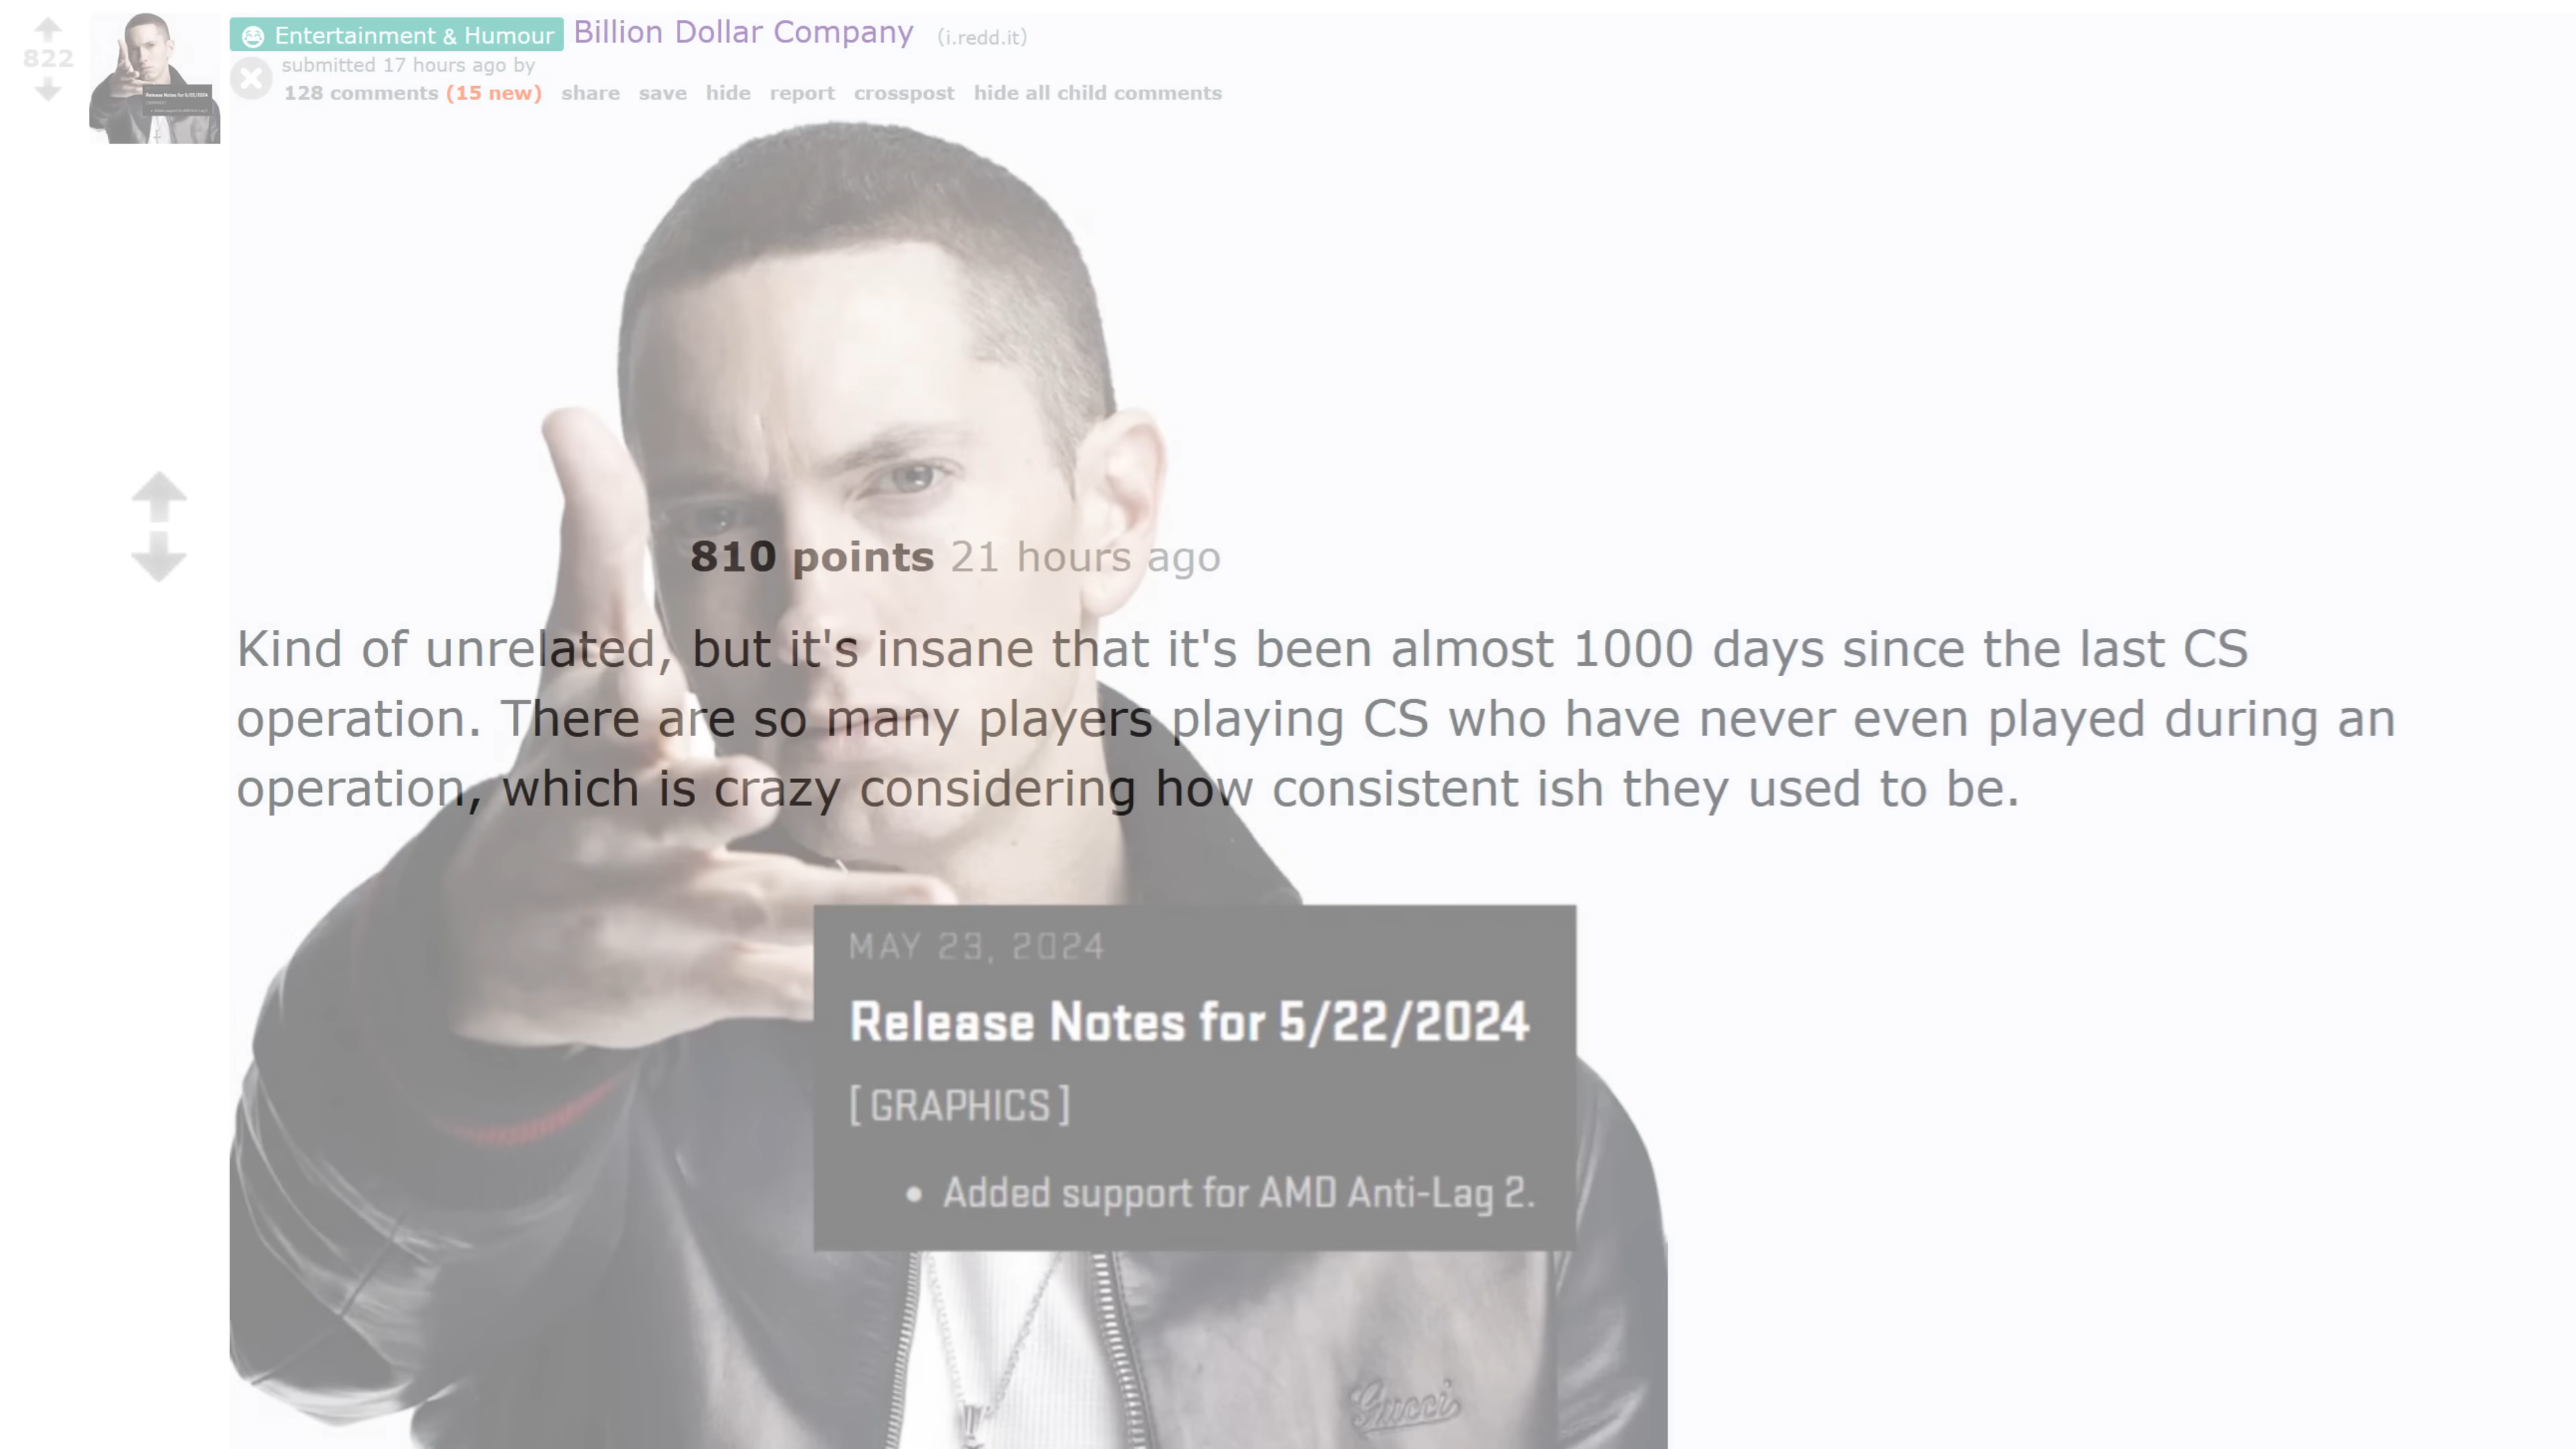 822
Entertainment & Humour Billion Dollar Company (i.redd.it)
submitted 17 hours ago by
128 comments (15 new) share save hide report crosspost hide all child comments
810 points 21 hours ago
Kind of unrelated, but it's insane that it's been almost 1000 days since the last CS
operation. There are so many players playing CS who have never even played during an
operation, which is crazy considering how consistent ish they used to be.
MAY 23, 2024
Release Notes for 5/22/2024
[ GRAPHICS ]
• Added support for AMD Anti-Lag 2.
Gucci